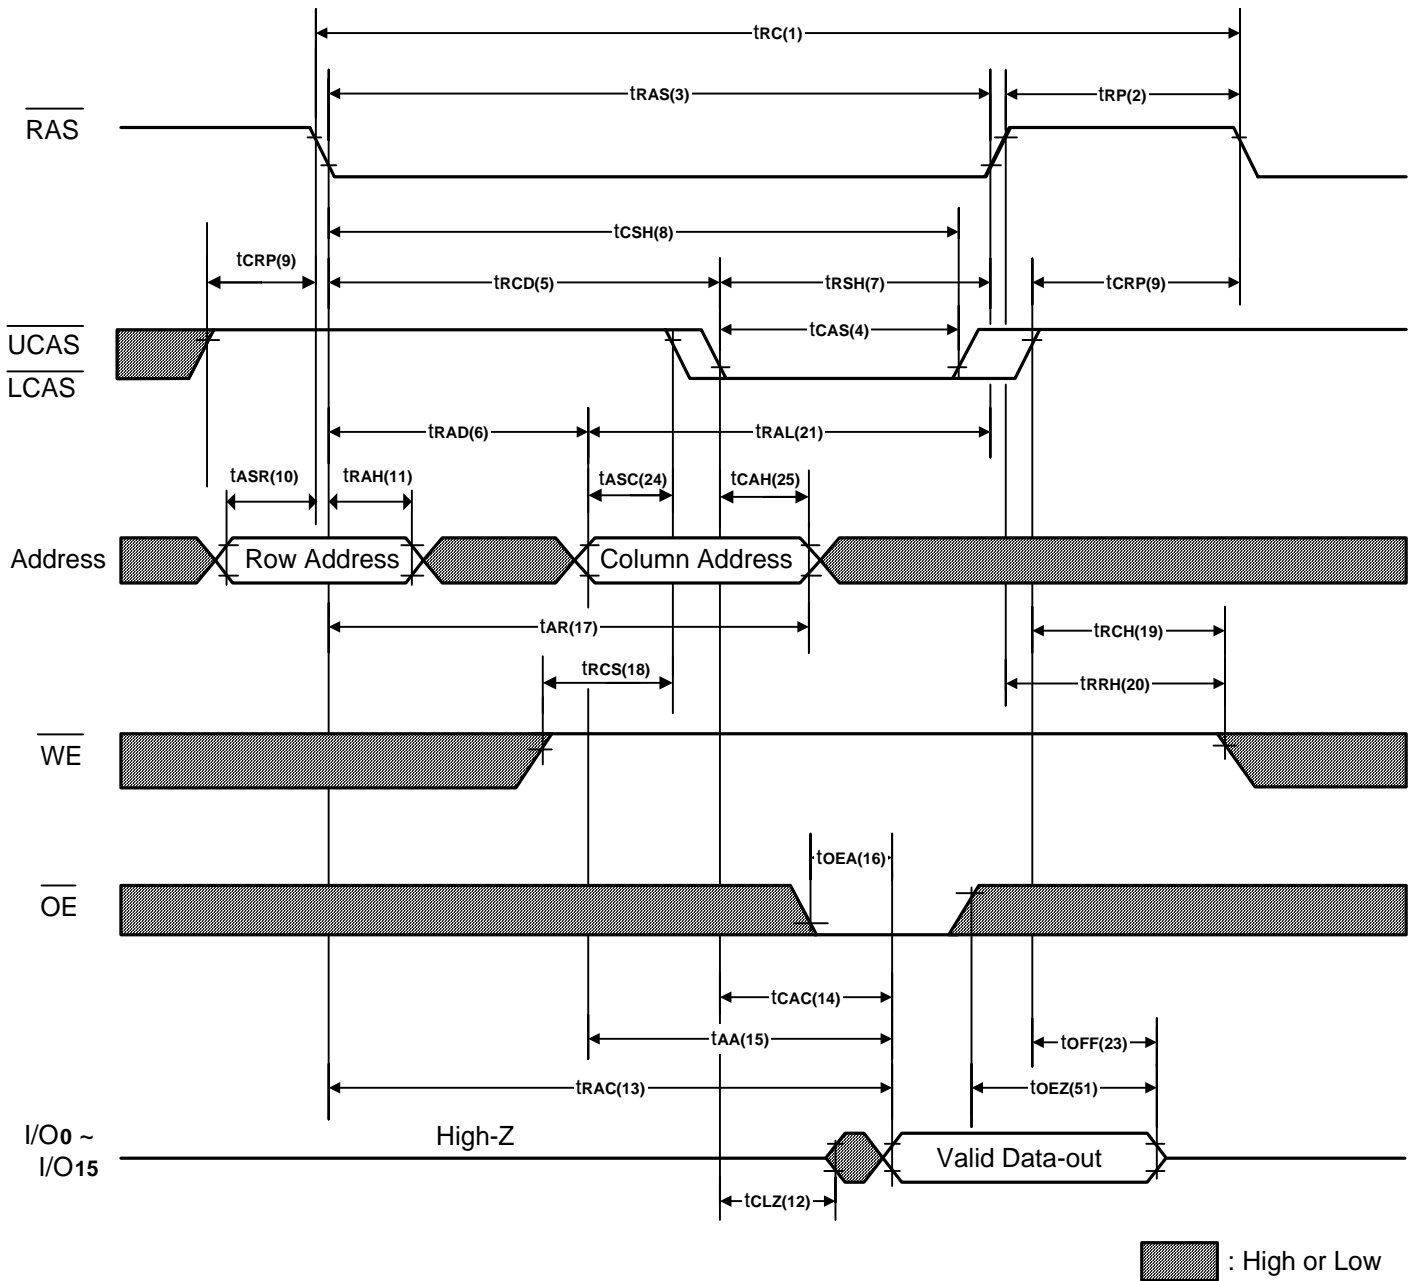 tRC(1)
tRAS(3)
tRP(2)
RAS
tCSH(8)
tCRP(9)
tRCD(5)
tRSH(7)
tCRP(9)
UCAS
tCAS(4)
LCAS
tRAD(6)
tRAL(21)
tASR(10)
tRAH(11)
tASC(24)
tCAH(25)
Address
Row Address
Column Address
tAR(17)
tRCH(19)
tRCS(18)
tRRH(20)
WE
tOEA(16)
OE
tCAC(14)
tAA(15)
tOFF(23)
tRAC(13)
tOEZ(51)
I/O0 ~
I/O15
High-Z
Valid Data-out
tCLZ(12)
: High or Low